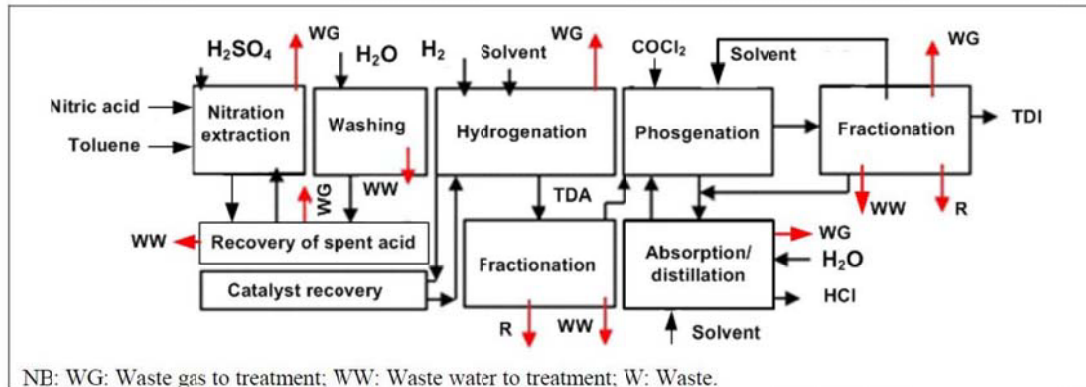 WG
WG
WG
H₂SO₄
H₂O
H₂
Solvent
COCl₂
Solvent
Nitric acid
Toluene
Nitration
extraction
Washing
Hydrogenation
Phosgenation
Fractionation
TDI
WG
WW
TDA
WW
R
WW
Recovery of spent acid
Catalyst recovery
Fractionation
Absorption/
distillation
WG
H₂O
HCl
R
WW
Solvent
NB: WG: Waste gas to treatment; WW: Waste water to treatment; W: Waste.